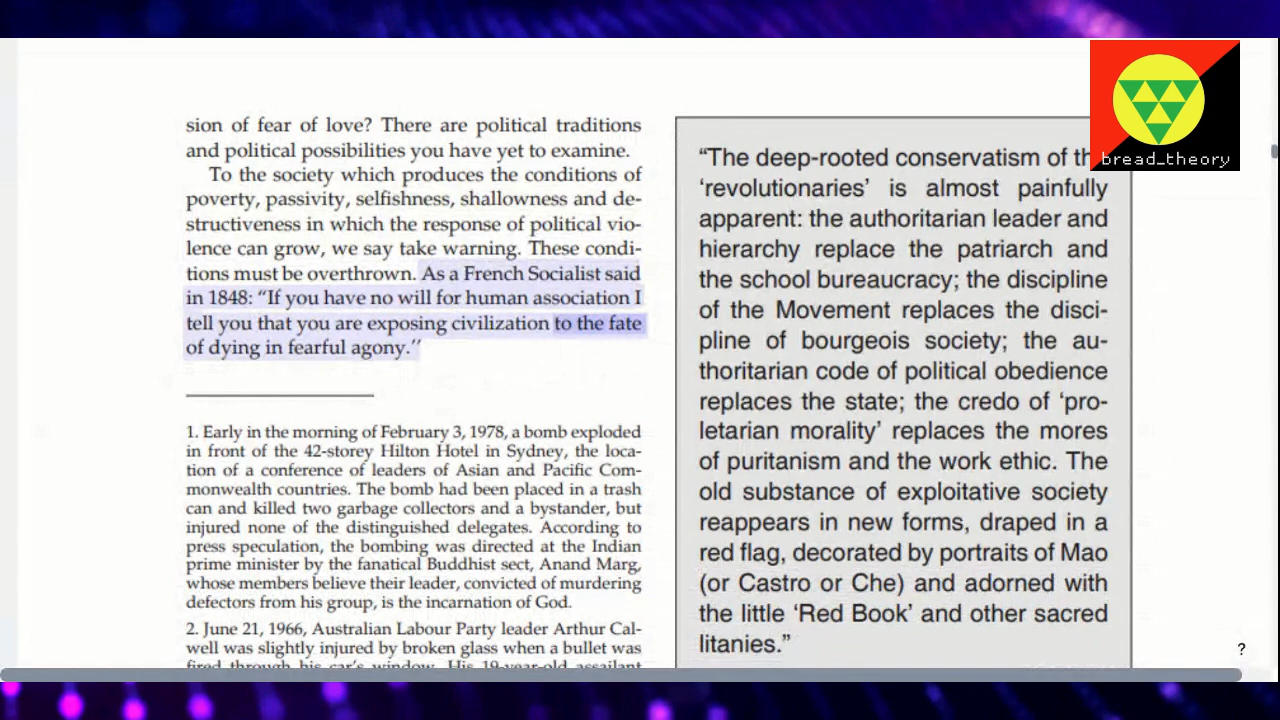 sion of fear of love? There are political traditions
and political possibilities you have yet to examine.
To the society which produces the conditions of
poverty, passivity, selfishness, shallowness and de-
structiveness in which the response of political vio-
lence can grow, we say take warning. These condi-
tions must be overthrown. As a French Socialist said
in 1848: “If you have no will for human association I
tell you that you are exposing civilization to the fate
of dying in fearful agony.’’
1. Early in the morning of February 3, 1978, a bomb exploded
in front of the 42-storey Hilton Hotel in Sydney, the loca-
tion of a conference of leaders of Asian and Pacific Com-
monwealth countries. The bomb had been placed in a trash
can and killed two garbage collectors and a bystander, but
injured none of the distinguished delegates. According to
press speculation, the bombing was directed at the Indian
prime minister by the fanatical Buddhist sect, Anand Marg,
whose members believe their leader, convicted of murdering
defectors from his group, is the incarnation of God.
2. June 21, 1966, Australian Labour Party leader Arthur Cal-
well was slightly injured by broken glass when a bullet was
fired through his car’s window. His 19-year-old assailant
“The deep-rooted conservatism of th
‘revolutionaries’ is almost painfully
apparent: the authoritarian leader and
hierarchy replace the patriarch and
the school bureaucracy; the discipline
of the Movement replaces the disci-
pline of bourgeois society; the au-
thoritarian code of political obedience
replaces the state; the credo of ‘pro-
letarian morality’ replaces the mores
of puritanism and the work ethic. The
old substance of exploitative society
reappears in new forms, draped in a
red flag, decorated by portraits of Mao
(or Castro or Che) and adorned with
the little ‘Red Book’ and other sacred
litanies.”
bread_theory
?